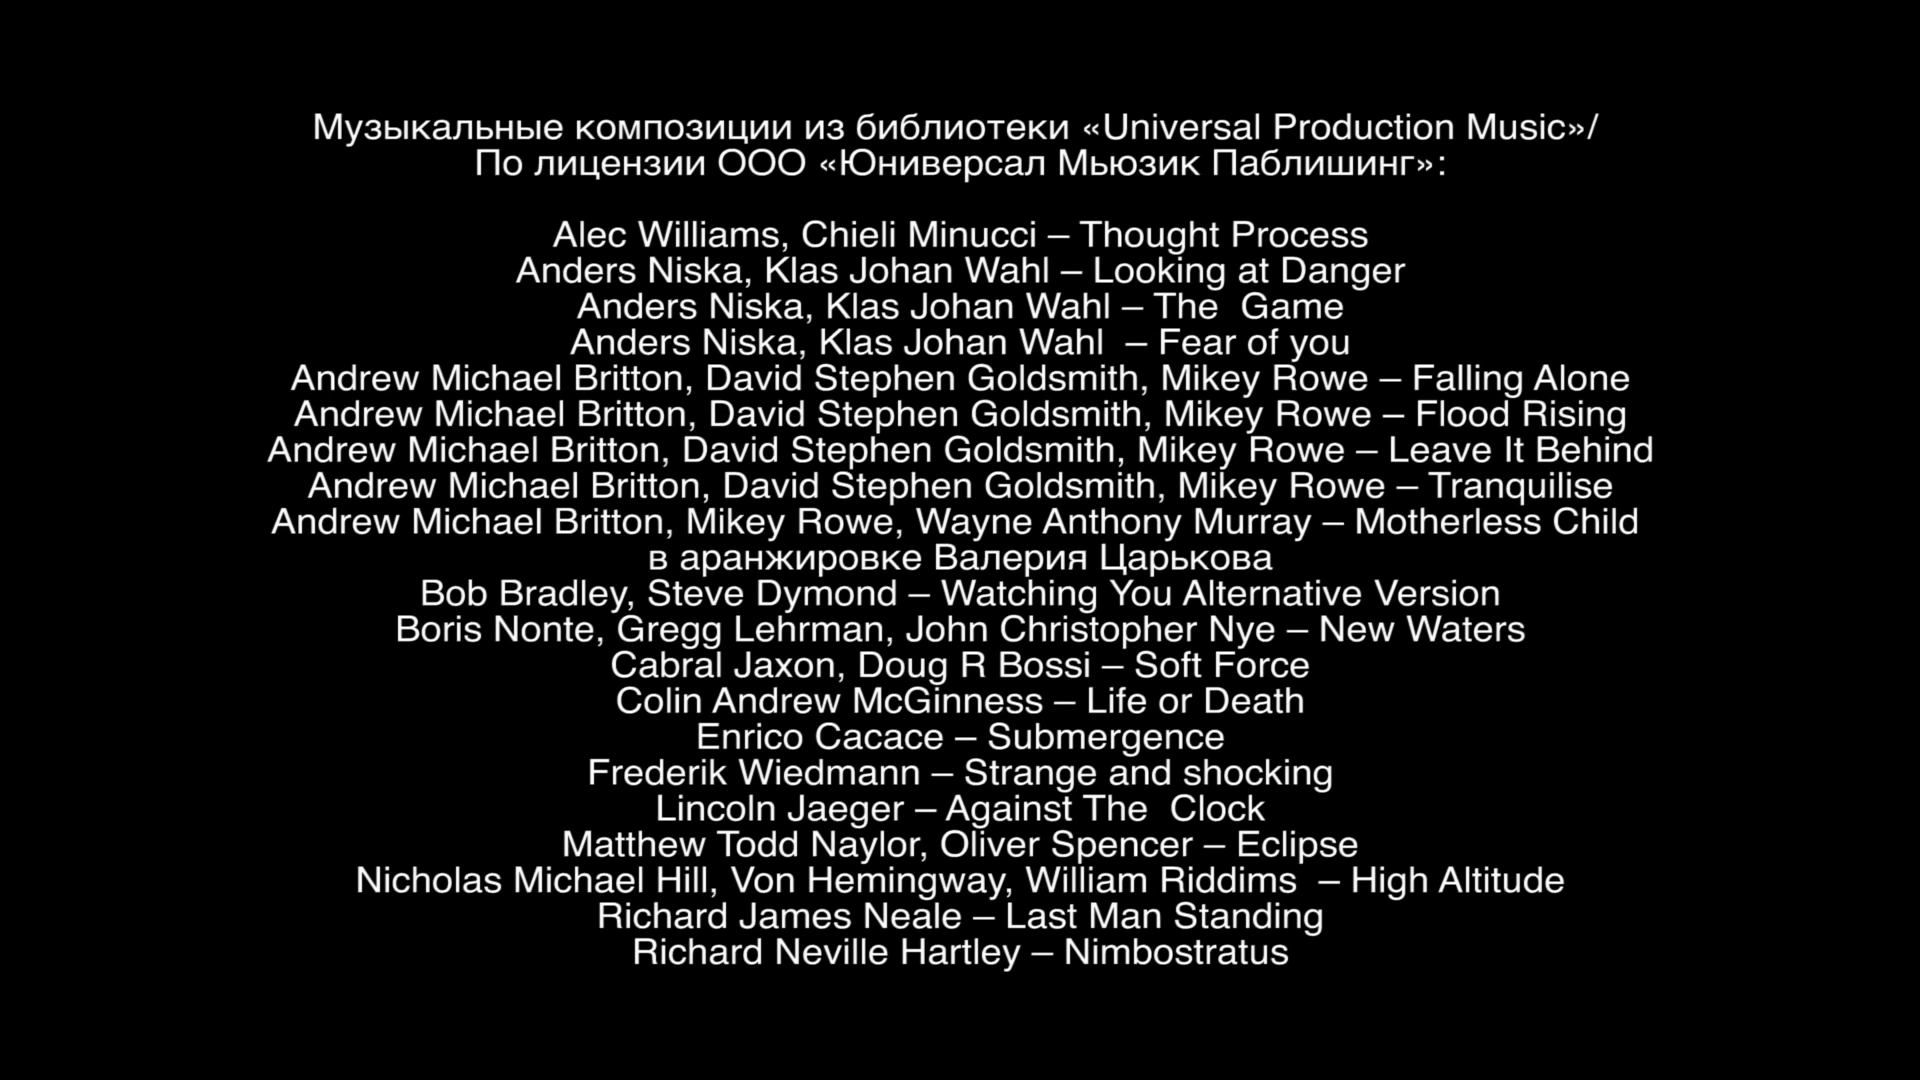 Музыкальные композиции из библиотеки «Universal Production Music»/
По лицензии ООО «Юниверсал Мьюзик Паблишинг»:
Alec Williams, Chieli Minucci – Thought Process
Anders Niska, Klas Johan Wahl – Looking at Danger
Anders Niska, Klas Johan Wahl – The  Game
Anders Niska, Klas Johan Wahl  – Fear of you
Andrew Michael Britton, David Stephen Goldsmith, Mikey Rowe – Falling Alone
Andrew Michael Britton, David Stephen Goldsmith, Mikey Rowe – Flood Rising
Andrew Michael Britton, David Stephen Goldsmith, Mikey Rowe – Leave It Behind
Andrew Michael Britton, David Stephen Goldsmith, Mikey Rowe – Tranquilise
Andrew Michael Britton, Mikey Rowe, Wayne Anthony Murray – Motherless Child
в аранжировке Валерия Царькова
Bob Bradley, Steve Dymond – Watching You Alternative Version
Boris Nonte, Gregg Lehrman, John Christopher Nye – New Waters
Cabral Jaxon, Doug R Bossi – Soft Force
Colin Andrew McGinness – Life or Death
Enrico Cacace – Submergence
Frederik Wiedmann – Strange and shocking
Lincoln Jaeger – Against The  Clock
Matthew Todd Naylor, Oliver Spencer – Eclipse
Nicholas Michael Hill, Von Hemingway, William Riddims  – High Altitude
Richard James Neale – Last Man Standing
Richard Neville Hartley – Nimbostratus